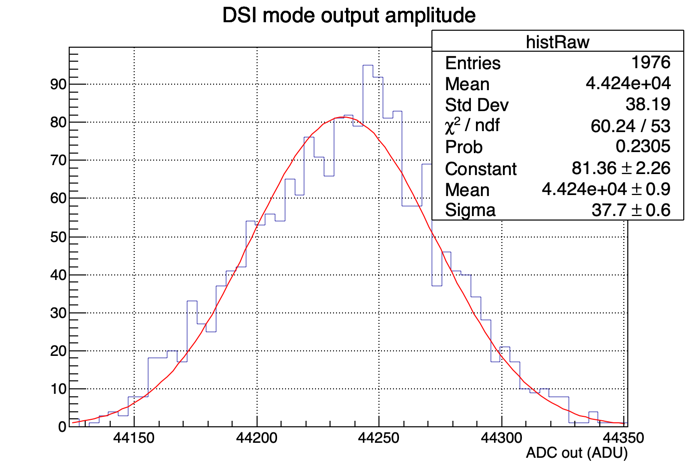 DSI mode output amplitude
histRaw
Entries 1976
Mean 4.424e+04
Std Dev 38.19
χ² / ndf 60.24 / 53
Prob 0.2305
Constant 81.36 ± 2.26
Mean 4.424e+04 ± 0.9
Sigma 37.7 ± 0.6
90
80
70
60
50
40
30
20
10
0
44150 44200 44250 44300 44350
ADC out (ADU)